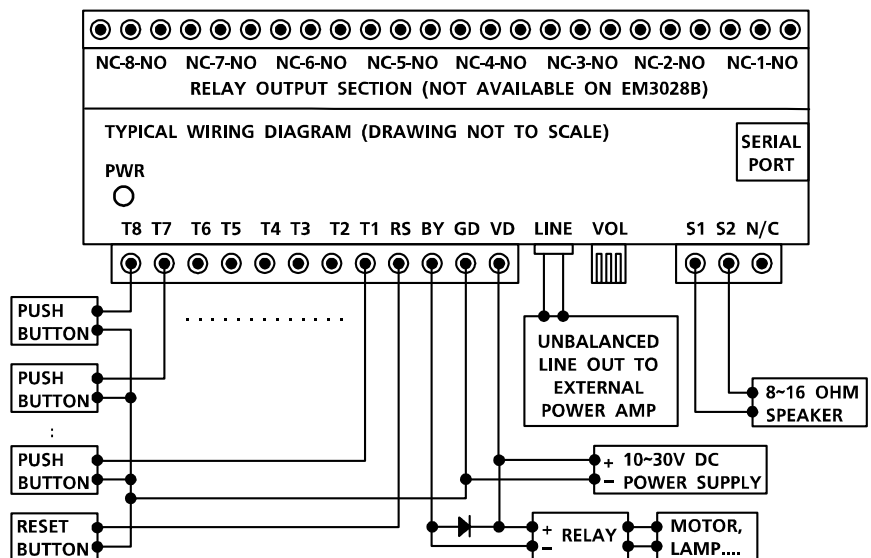 NC-8-NO NC-7-NO NC-6-NO NC-5-NO NC-4-NO NC-3-NO NC-2-NO NC-1-NO
RELAY OUTPUT SECTION (NOT AVAILABLE ON EM3028B)
TYPICAL WIRING DIAGRAM (DRAWING NOT TO SCALE)
SERIAL
PORT
PWR
T8 T7 T6 T5 T4 T3 T2 T1 RS BY GD VD LINE VOL S1 S2 N/C
PUSH
BUTTON
. . . . . . . . . . . . .
UNBALANCED
LINE OUT TO
EXTERNAL
POWER AMP
PUSH
BUTTON
8~16 OHM
SPEAKER
:
PUSH
BUTTON
+ 10~30V DC
- POWER SUPPLY
RESET
BUTTON
+ RELAY
-
MOTOR,
LAMP....